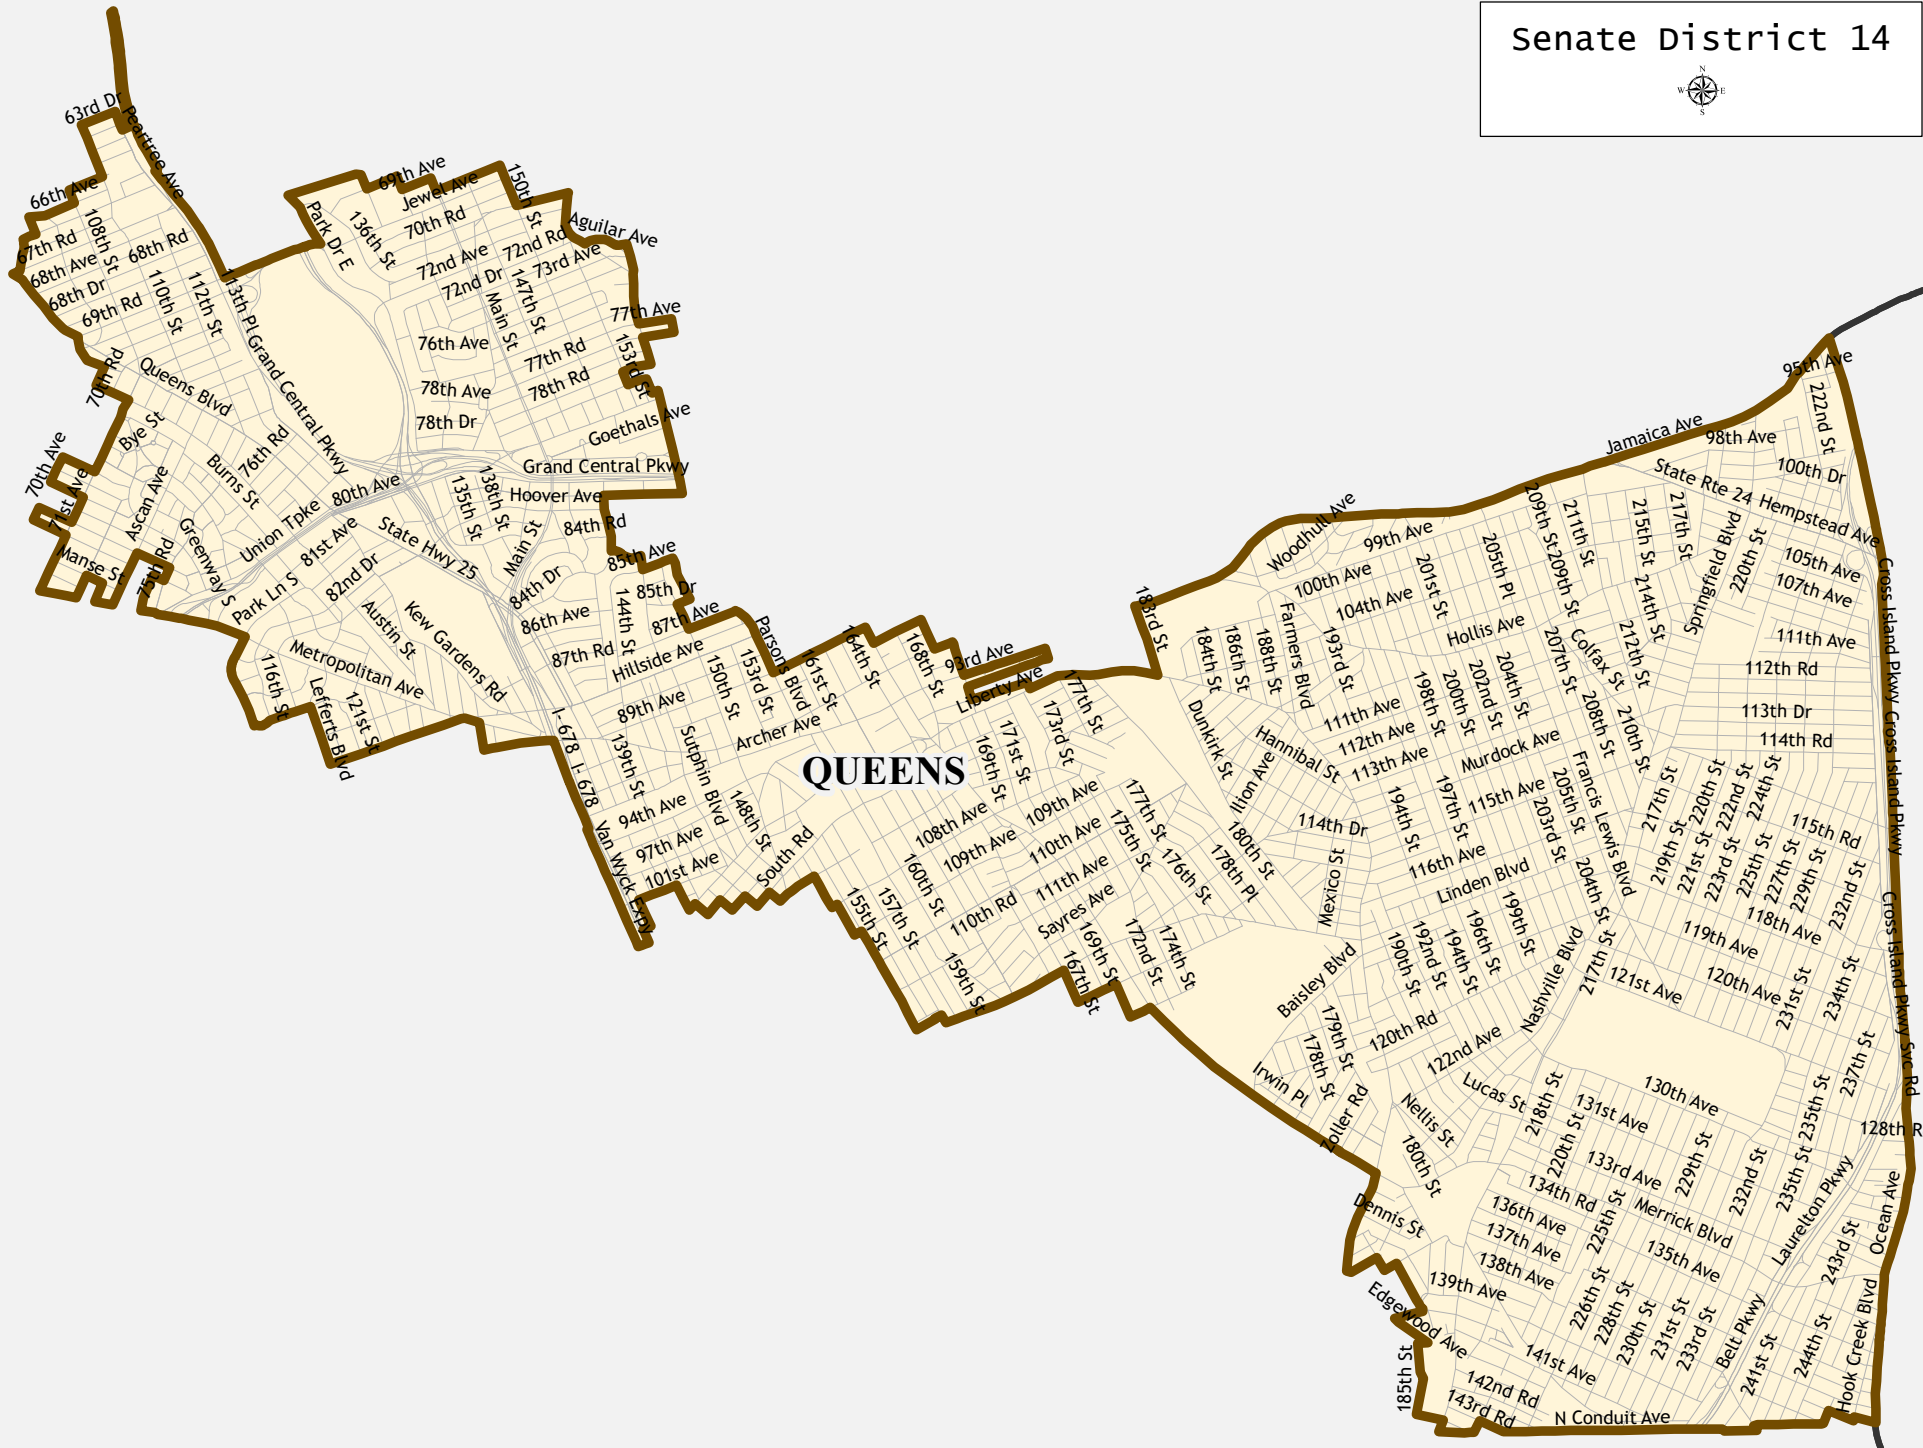 Senate District 14
N
W E
S
63rd Dr
Peartree Ave
66th Ave
67th Rd
108th St
68th Rd
68th Ave
68th Dr
69th Rd
110th St
112th St
113th Pl
Grand Central Pkwy
70th Rd
Queens Blvd
Bye St
70th Ave
71st Ave
Ascan Ave
Burns St
76th Rd
Manse St
75th Rd
Greenway S
Union Tpke
80th Ave
81st Ave
Park Ln S
82nd Dr
State Hwy 25
Austin St
Kew Gardens Rd
Metropolitan Ave
116th St
Lefferts Blvd
121st St
Park Dr E
136th St
69th Ave
Jewel Ave
70th Rd
150th St
Aguilar Ave
72nd Ave
72nd Rd
72nd Dr
73rd Ave
147th St
Main St
76th Ave
77th Ave
77th Rd
153rd St
78th Ave
78th Rd
78th Dr
Goethals Ave
Grand Central Pkwy
138th St
135th St
Hoover Ave
84th Rd
Main St
85th Ave
84th Dr
85th Dr
86th Ave
144th St
87th Ave
87th Rd
Hillside Ave
Parsons Blvd
150th St
153rd St
161st St
164th St
168th St
93rd Ave
Liberty Ave
89th Ave
Archer Ave
I- 678
I- 678
139th St
Sutphin Blvd
QUEENS
94th Ave
148th St
97th Ave
101st Ave
South Rd
Van Wyck Expy
155th St
157th St
160th St
159th St
108th Ave
109th Ave
109th Ave
110th Ave
111th Ave
110th Rd
Sayres Ave
169th St
171st St
173rd St
177th St
177th St
175th St
176th St
178th Pl
180th St
167th St
169th St
172nd St
174th St
183rd St
184th St
186th St
188th St
Farmers Blvd
193rd St
Dunkirk St
Hannibal St
Ilion Ave
114th Dr
Mexico St
Woodhull Ave
99th Ave
100th Ave
104th Ave
201st St
205th Pl
209th St
209th St
211th St
Jamaica Ave
95th Ave
222nd St
98th Ave
100th Dr
State Rte 24
Hempstead Ave
215th St
217th St
Springfield Blvd
220th St
105th Ave
107th Ave
111th Ave
112th Rd
113th Dr
114th Rd
214th St
212th St
Colfax St
Hollis Ave
207th St
208th St
210th St
204th St
202nd St
200th St
198th St
111th Ave
112th Ave
113th Ave
Murdock Ave
194th St
197th St
115th Ave
203rd St
205th St
Francis Lewis Blvd
116th Ave
Linden Blvd
204th St
199th St
196th St
194th St
192nd St
190th St
217th St
219th St
220th St
221st St
222nd St
223rd St
224th St
225th St
227th St
229th St
232nd St
115th Rd
118th Ave
119th Ave
120th Ave
121st Ave
231st St
234th St
237th St
Nashville Blvd
217th St
Cross Island Pkwy
Cross Island Pkwy
Cross Island Pkwy Svc Rd
Baisley Blvd
179th St
178th St
120th Rd
122nd Ave
Irwin Pl
Zoller Rd
Nellis St
Lucas St
180th St
218th St
220th St
131st Ave
130th Ave
133rd Ave
134th Rd
229th St
232nd St
235th St
235th St
128th R
Ocean Ave
Laurelton Pkwy
Merrick Blvd
136th Ave
137th Ave
138th Ave
139th Ave
225th St
135th Ave
243rd St
Dennis St
Edgewood Ave
185th St
226th St
228th St
230th St
231st St
233rd St
Belt Pkwy
241st St
244th St
Hook Creek Blvd
141st Ave
142nd Rd
143rd Rd
N Conduit Ave